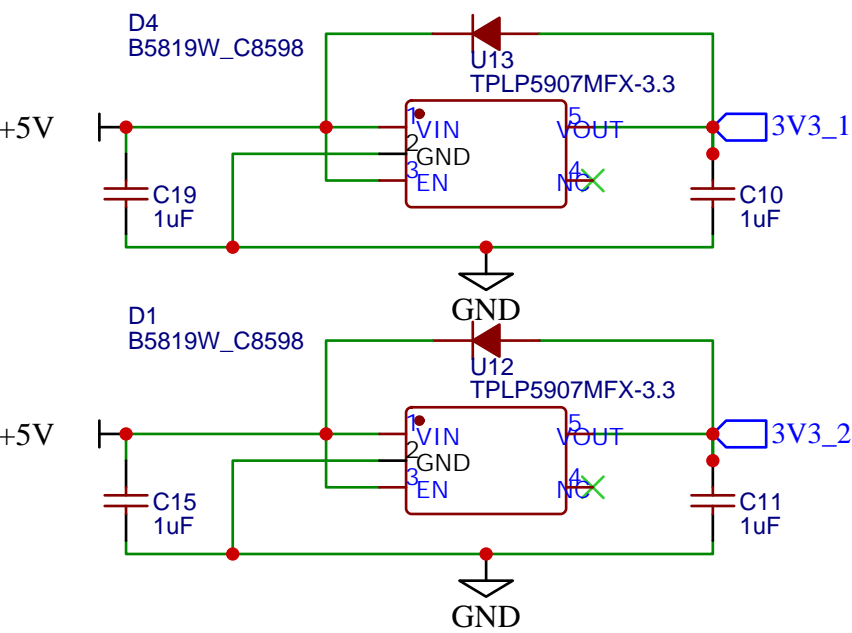 D4
B5819W_C8598
U13
TPLP5907MFX-3.3
+5V
1
VIN
5
VOUT
3V3_1
2
GND
3
EN
4
NC
C19
1uF
C10
1uF
GND
D1
B5819W_C8598
U12
TPLP5907MFX-3.3
+5V
1
VIN
5
VOUT
3V3_2
2
GND
3
EN
4
NC
C15
1uF
C11
1uF
GND